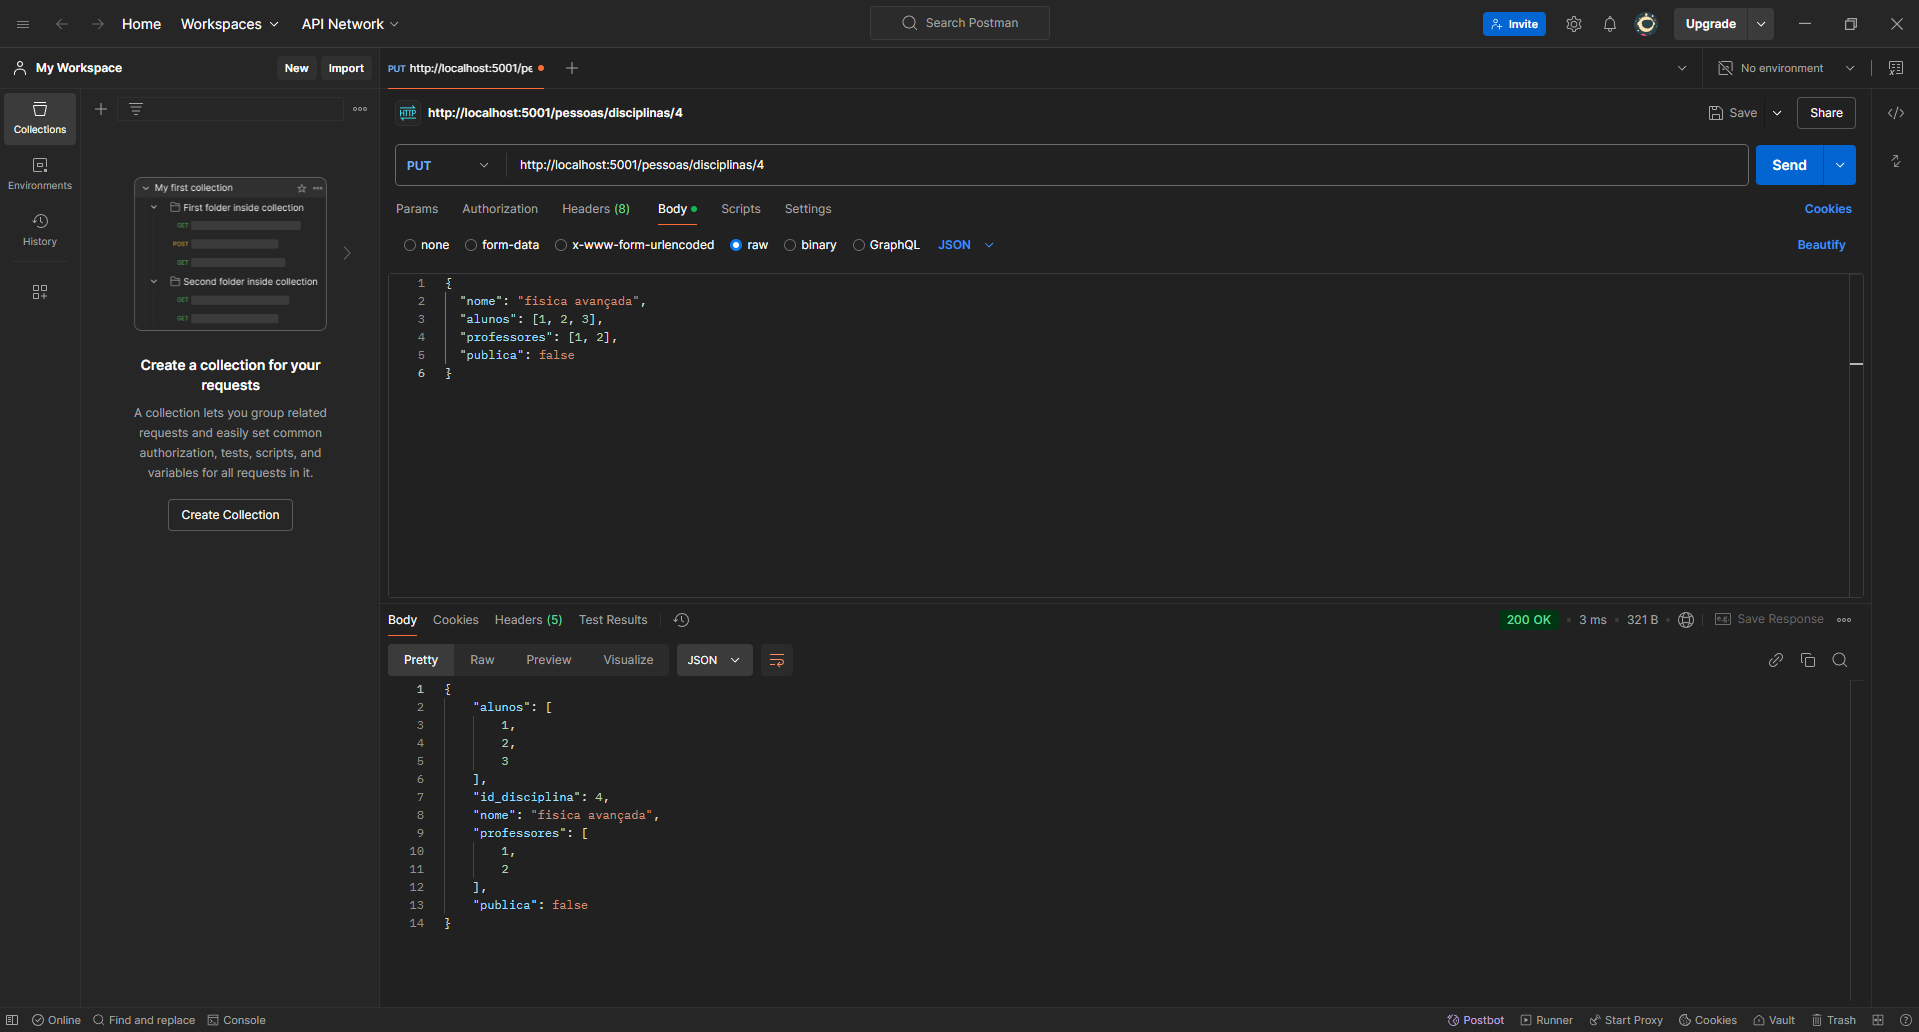 Home Workspaces API Network Search Postman Invite Upgrade
My Workspace New Import PUT http://localhost:5001/pe No environment
Collections
Environments
History
My first collection
First folder inside collection
GET
POST
GET
Second folder inside collection
GET
GET
Create a collection for your
requests
A collection lets you group related
requests and easily set common
authorization, tests, scripts, and
variables for all requests in it.
Create Collection
HTTP http://localhost:5001/pessoas/disciplinas/4 Save Share
PUT http://localhost:5001/pessoas/disciplinas/4 Send
Params Authorization Headers (8) Body Scripts Settings Cookies
none form-data x-www-form-urlencoded raw binary GraphQL JSON Beautify
1 {
2 "nome": "fisica avançada",
3 "alunos": [1, 2, 3],
4 "professores": [1, 2],
5 "publica": false
6 }
Body Cookies Headers (5) Test Results 200 OK 3 ms 321 B e.g. Save Response
Pretty Raw Preview Visualize JSON
1 {
2 "alunos": [
3 1,
4 2,
5 3
6 ],
7 "id_disciplina": 4,
8 "nome": "fisica avançada",
9 "professores": [
10 1,
11 2
12 ],
13 "publica": false
14 }
Online Find and replace Console Postbot Runner Start Proxy Cookies Vault Trash